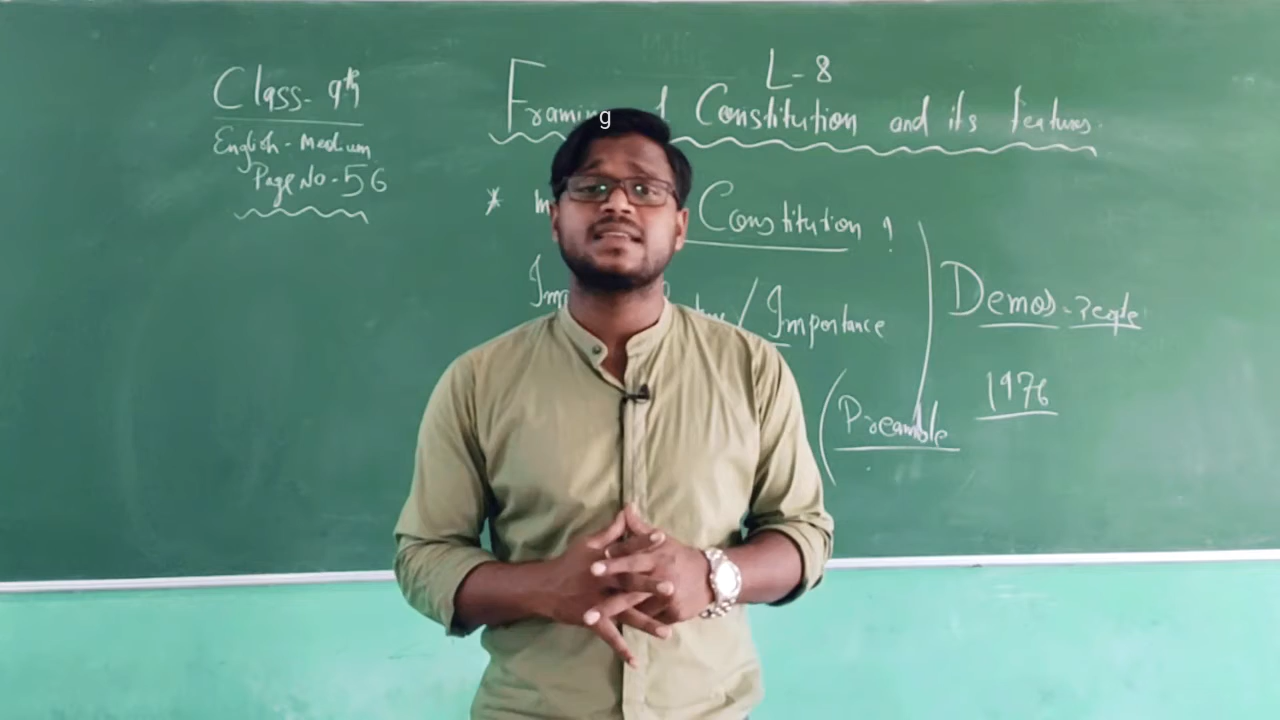 Class-9th
English-Medium
Page No-56
L-8
Framing Constitution and its features.
* Constitution ?
Importance
Demos-People
1976
Preamble